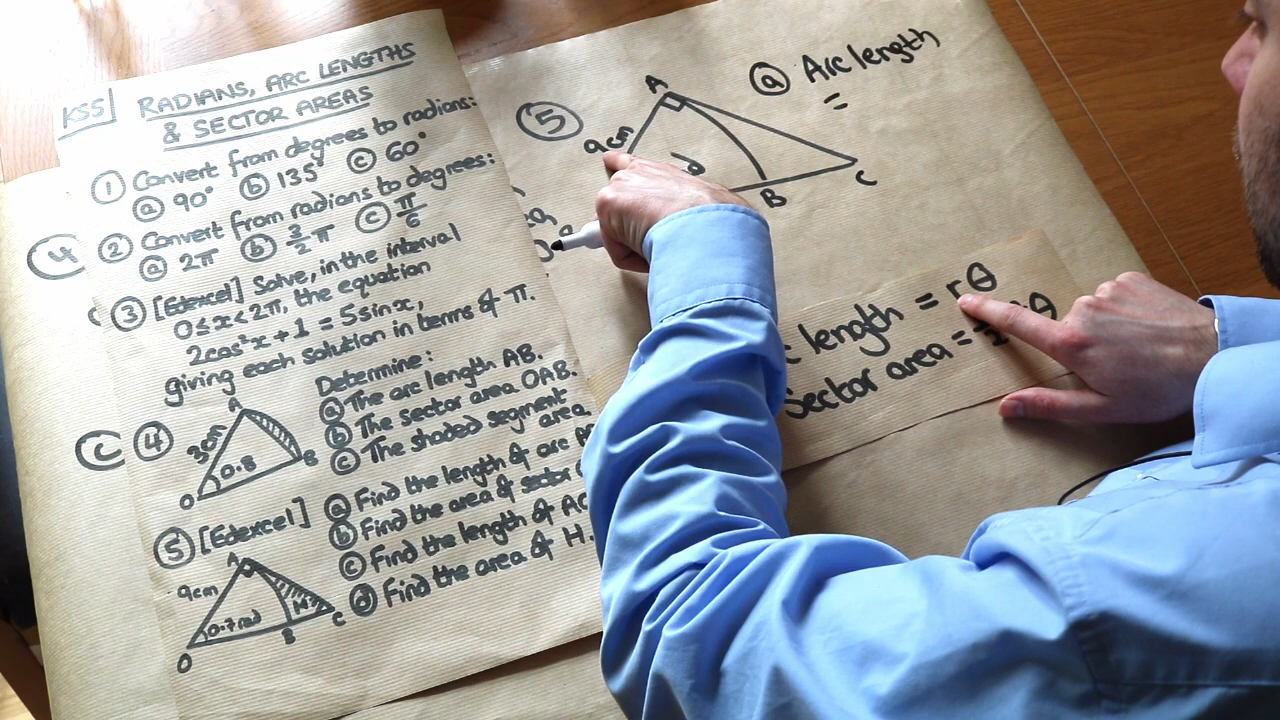 KS5
RADIANS, ARC LENGTHS
& SECTOR AREAS
① Convert from degrees to radians:
ⓐ 90° ⓑ 135° ⓒ 60°
② Convert from radians to degrees:
ⓐ 2π ⓑ 3/2 π ⓒ π/6
③ [Edexcel] Solve, in the interval
0≤x<2π, the equation
2cos²x + 1 = 5sinx,
giving each solution in terms of π.
④ Determine:
ⓐ The arc length AB.
ⓑ The sector area OAB.
ⓒ The shaded segment
area
A
3cm
0.8
O
B
⑤ [Edexcel]
ⓐ Find the length of arc
ⓑ Find the area of sector
ⓒ Find the length of AC
ⓓ Find the area of H.
A
9cm
0.7rad
H
O
B
C
④
⑤
A
9cm
B
C
ⓐ Arc length
=
length = rθ
Sector area =